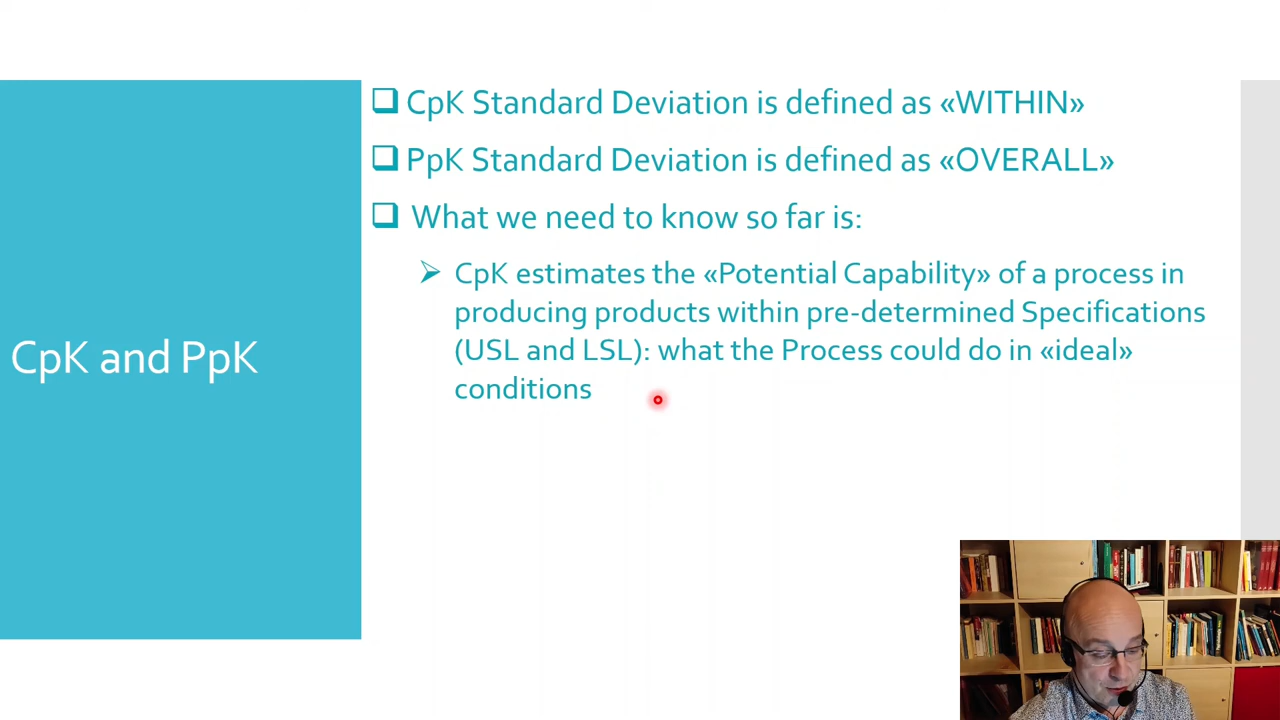 CpK and PpK
CpK Standard Deviation is defined as «WITHIN»
PpK Standard Deviation is defined as «OVERALL»
What we need to know so far is:
CpK estimates the «Potential Capability» of a process in
producing products within pre-determined Specifications
(USL and LSL): what the Process could do in «ideal»
conditions